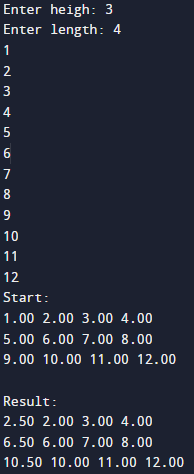 Enter heigh: 3
Enter length: 4
1
2
3
4
5
6
7
8
9
10
11
12
Start:
1.00 2.00 3.00 4.00
5.00 6.00 7.00 8.00
9.00 10.00 11.00 12.00

Result:
2.50 2.00 3.00 4.00
6.50 6.00 7.00 8.00
10.50 10.00 11.00 12.00